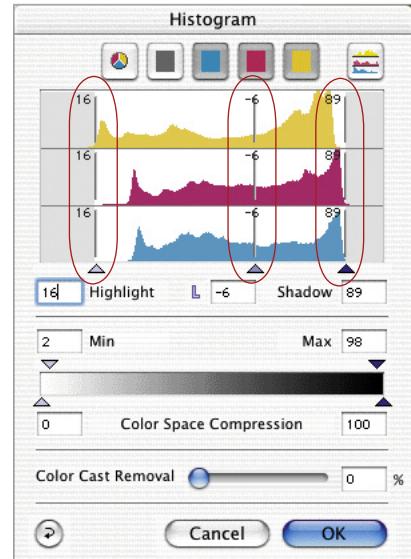 Histogram
16 -6 89
16 -6 89
16 -6 89
16 Highlight L -6 Shadow 89
2 Min Max 98
0 Color Space Compression 100
Color Cast Removal 0 %
Cancel OK